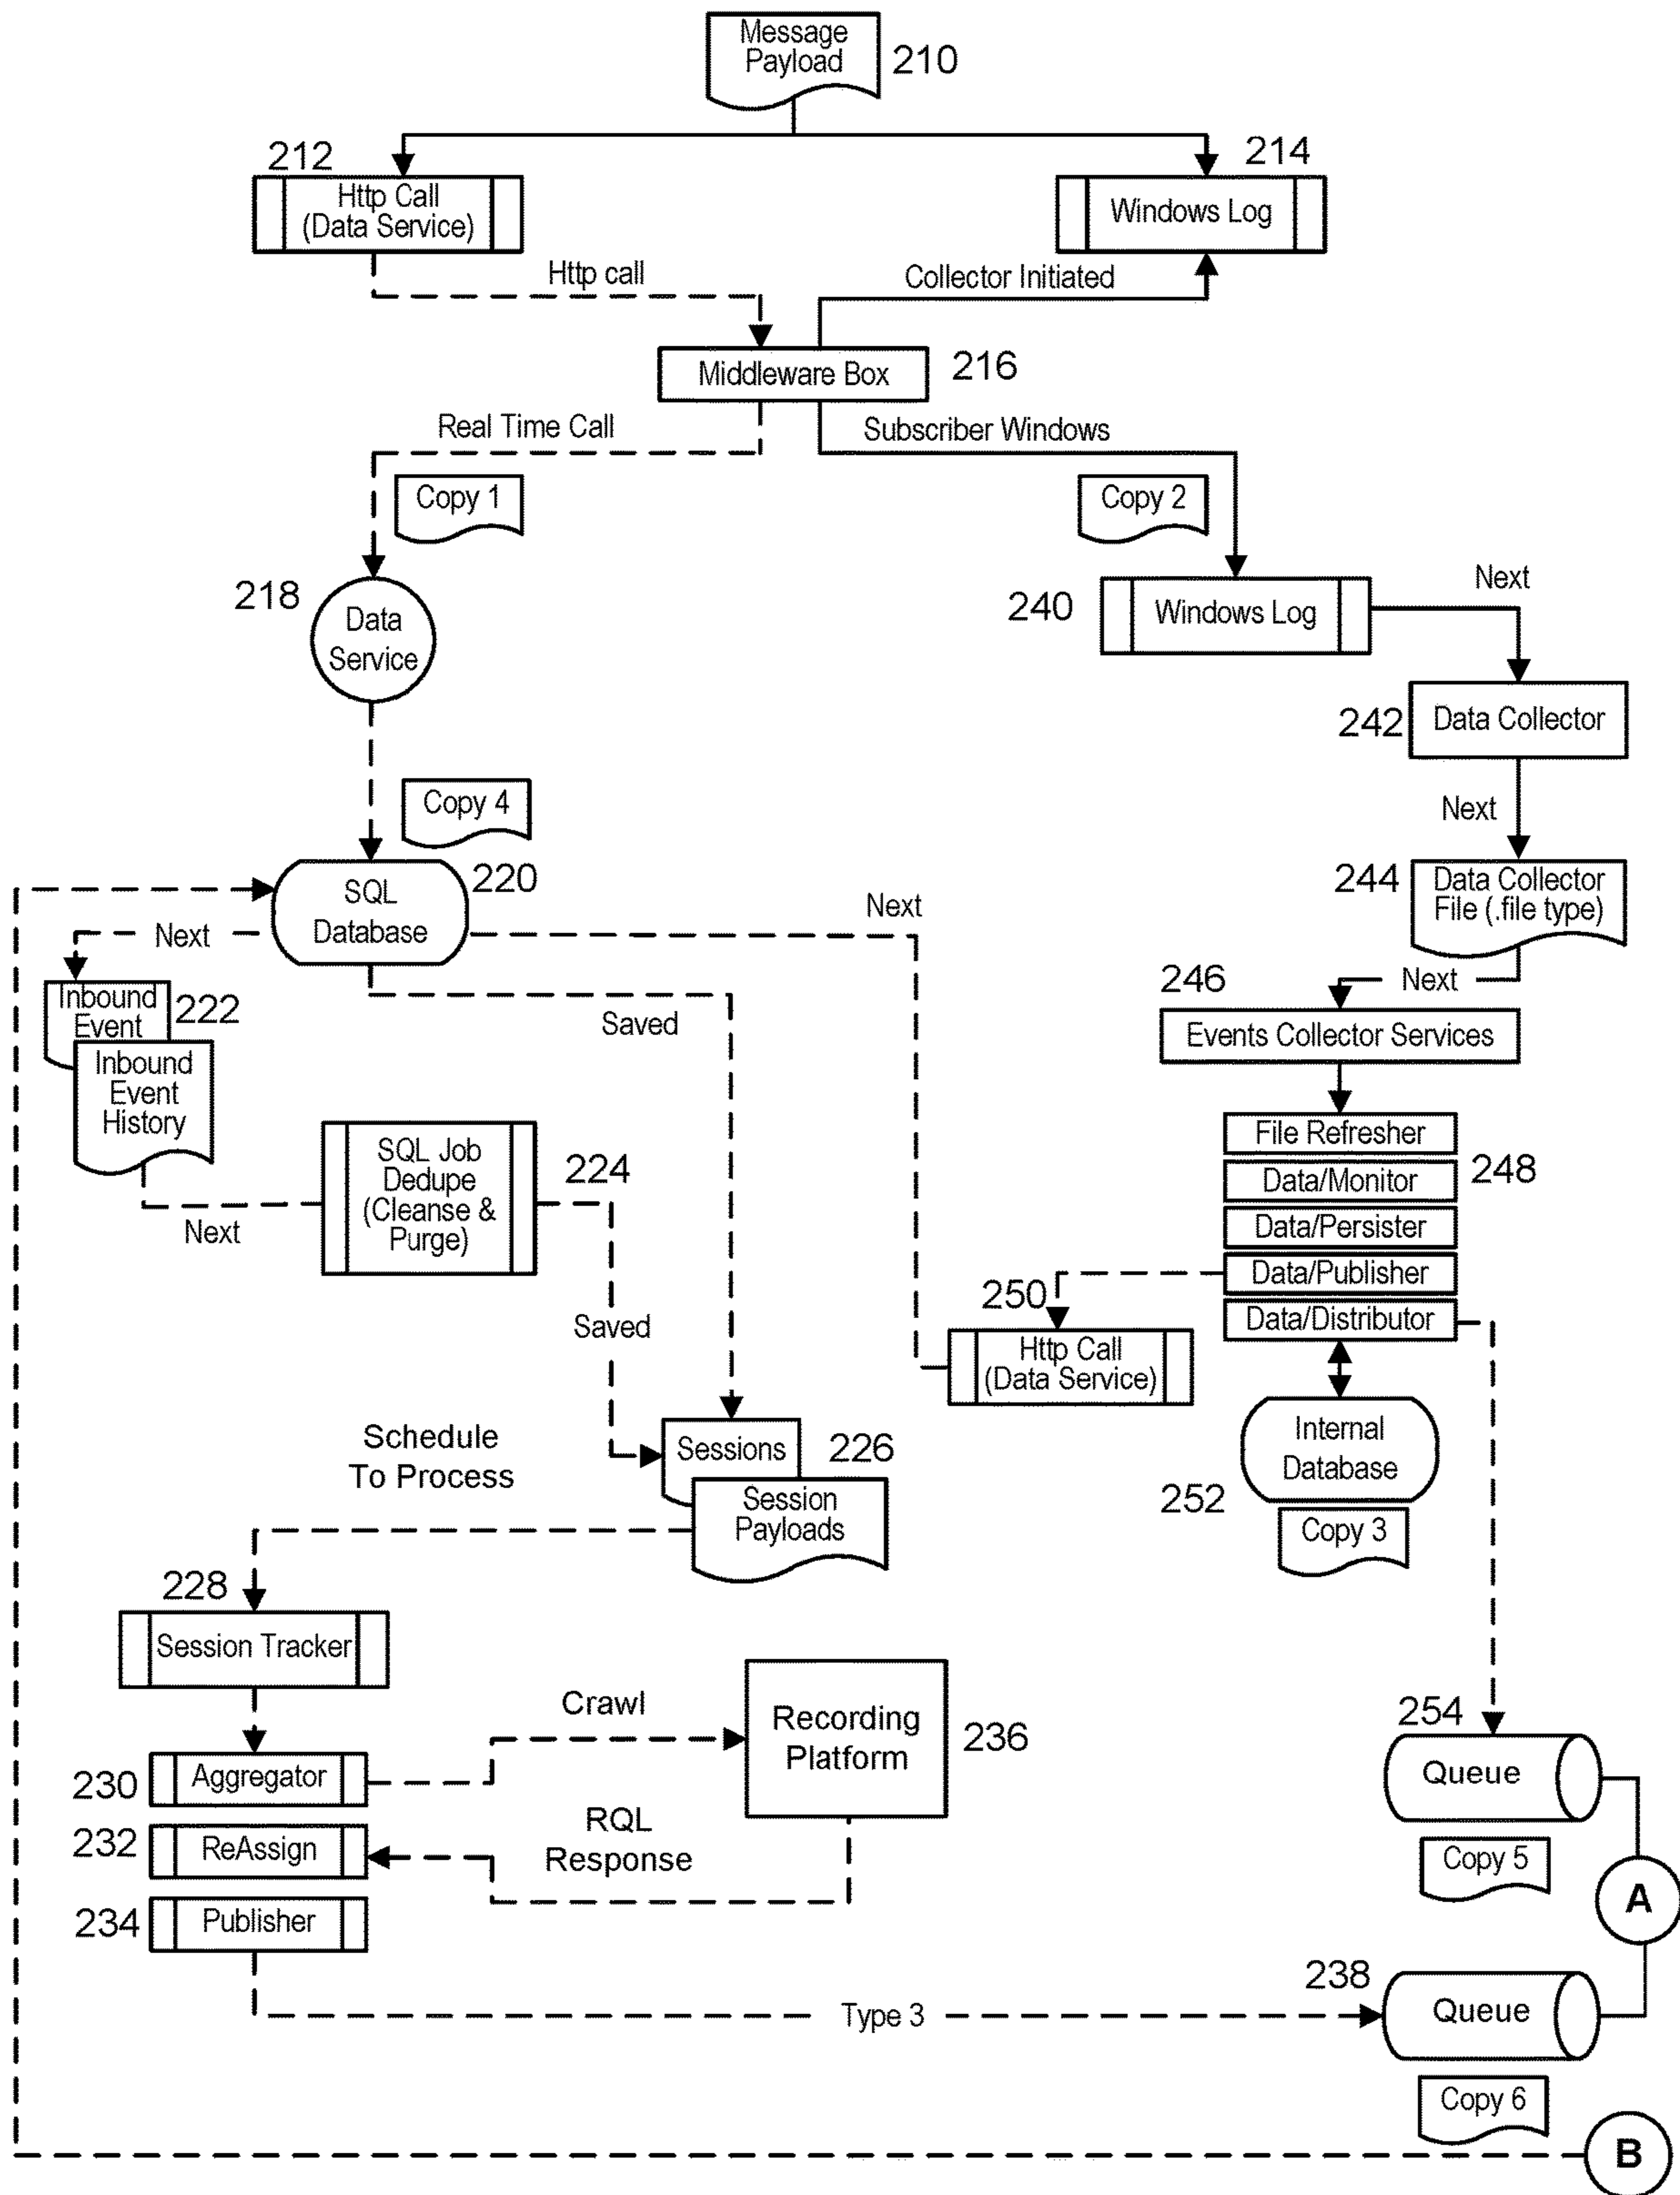 Message
Payload
210
212
214
Http Call
(Data Service)
Windows Log
Http call
Collector Initiated
Middleware Box
216
Real Time Call
Subscriber Windows
Copy 1
Copy 2
218
Data
Service
240
Windows Log
Next
242
Data Collector
Copy 4
Next
220
SQL
Database
Next
244
Data Collector
File (.file type)
Next
246
Next
Inbound
Event
222
Saved
Events Collector Services
Inbound
Event
History
File Refresher
SQL Job
Dedupe
(Cleanse &
Purge)
224
Data/Monitor
248
Next
Data/Persister
Data/Publisher
250
Saved
Data/Distributor
Http Call
(Data Service)
Schedule
To Process
Sessions
226
Internal
Database
252
Session
Payloads
Copy 3
228
Session Tracker
Crawl
Recording
Platform
236
254
230
Aggregator
Queue
232
ReAssign
RQL
Response
Copy 5
A
234
Publisher
238
Type 3
Queue
Copy 6
B